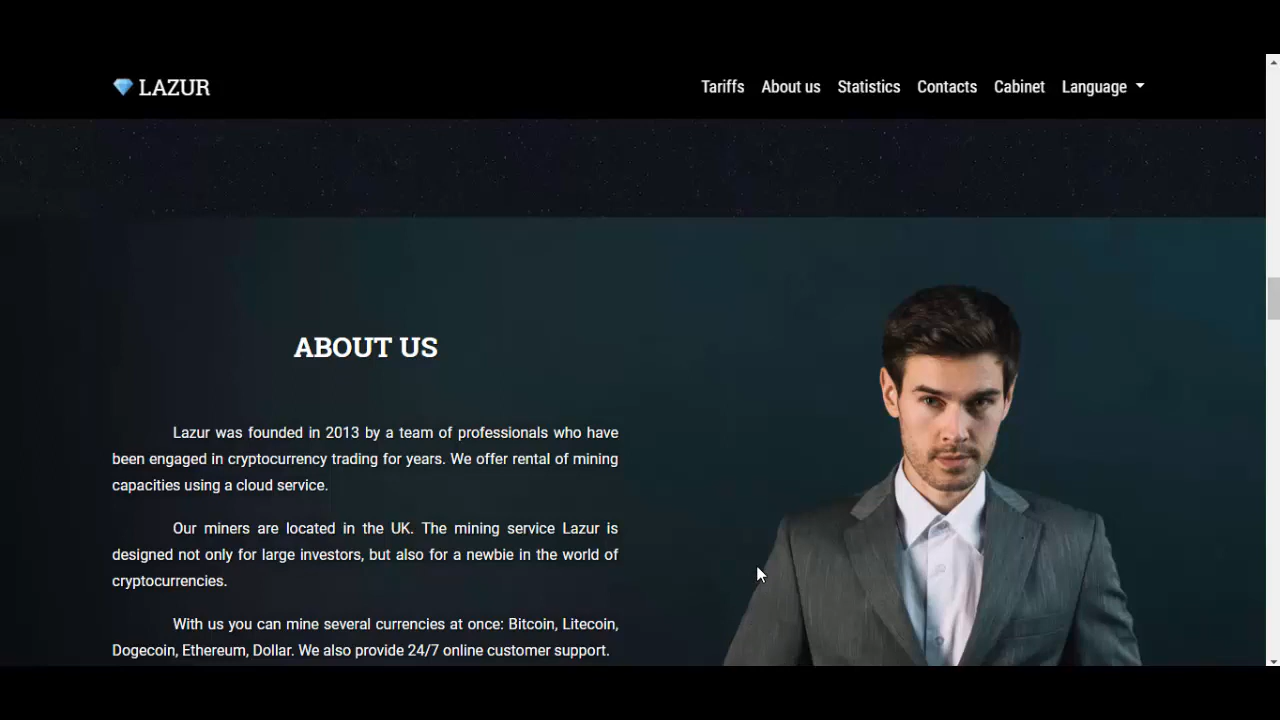 LAZUR
Tariffs About us Statistics Contacts Cabinet Language
ABOUT US
Lazur was founded in 2013 by a team of professionals who have
been engaged in cryptocurrency trading for years. We offer rental of mining
capacities using a cloud service.
Our miners are located in the UK. The mining service Lazur is
designed not only for large investors, but also for a newbie in the world of
cryptocurrencies.
With us you can mine several currencies at once: Bitcoin, Litecoin,
Dogecoin, Ethereum, Dollar. We also provide 24/7 online customer support.